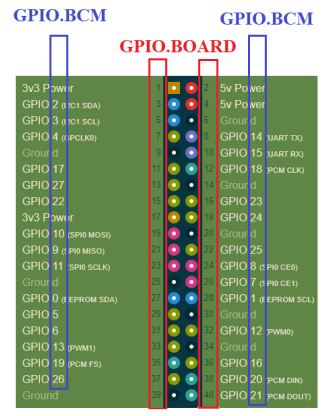 GPIO.BCM GPIO.BCM
GPIO.BOARD
3v3 Power 1 2 5v Power
GPIO 2 (I2C1 SDA) 3 4 5v Power
GPIO 3 (I2C1 SCL) 5 6 Ground
GPIO 4 (GPCLK0) 7 8 GPIO 14 (UART TX)
Ground 9 10 GPIO 15 (UART RX)
GPIO 17 11 12 GPIO 18 (PCM CLK)
GPIO 27 13 14 Ground
GPIO 22 15 16 GPIO 23
3v3 Power 17 18 GPIO 24
GPIO 10 (SPI0 MOSI) 19 20 Ground
GPIO 9 (SPI0 MISO) 21 22 GPIO 25
GPIO 11 (SPI0 SCLK) 23 24 GPIO 8 (SPI0 CE0)
Ground 25 26 GPIO 7 (SPI0 CE1)
GPIO 0 (EEPROM SDA) 27 28 GPIO 1 (EEPROM SCL)
GPIO 5 29 30 Ground
GPIO 6 31 32 GPIO 12 (PWM0)
GPIO 13 (PWM1) 33 34 Ground
GPIO 19 (PCM FS) 35 36 GPIO 16
GPIO 26 37 38 GPIO 20 (PCM DIN)
Ground 39 40 GPIO 21 (PCM DOUT)